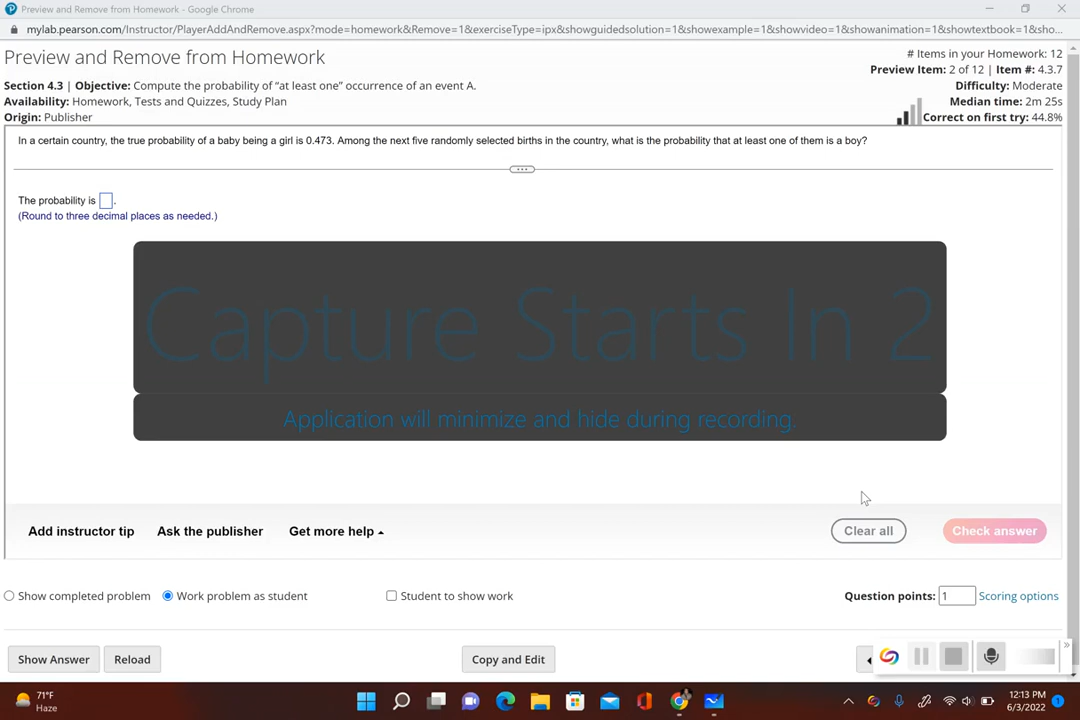 Preview and Remove from Homework - Google Chrome
mylab.pearson.com/Instructor/PlayerAddAndRemove.aspx?mode=homework&Remove=1&exerciseType=ipx&showguidedsolution=1&showexample=1&showvideo=1&showanimation=1&showtextbook=1&sho...
Preview and Remove from Homework
# Items in your Homework: 12
Preview Item: 2 of 12 | Item #: 4.3.7
Section 4.3 | Objective: Compute the probability of "at least one" occurrence of an event A.
Difficulty: Moderate
Availability: Homework, Tests and Quizzes, Study Plan
Median time: 2m 25s
Origin: Publisher
Correct on first try: 44.8%
In a certain country, the true probability of a baby being a girl is 0.473. Among the next five randomly selected births in the country, what is the probability that at least one of them is a boy?
The probability is .
(Round to three decimal places as needed.)
Capture Starts In 2
Application will minimize and hide during recording.
Add instructor tip Ask the publisher Get more help Clear all Check answer
Show completed problem Work problem as student Student to show work Question points: 1 Scoring options
Show Answer Reload Copy and Edit
71°F
Haze
12:13 PM
6/3/2022